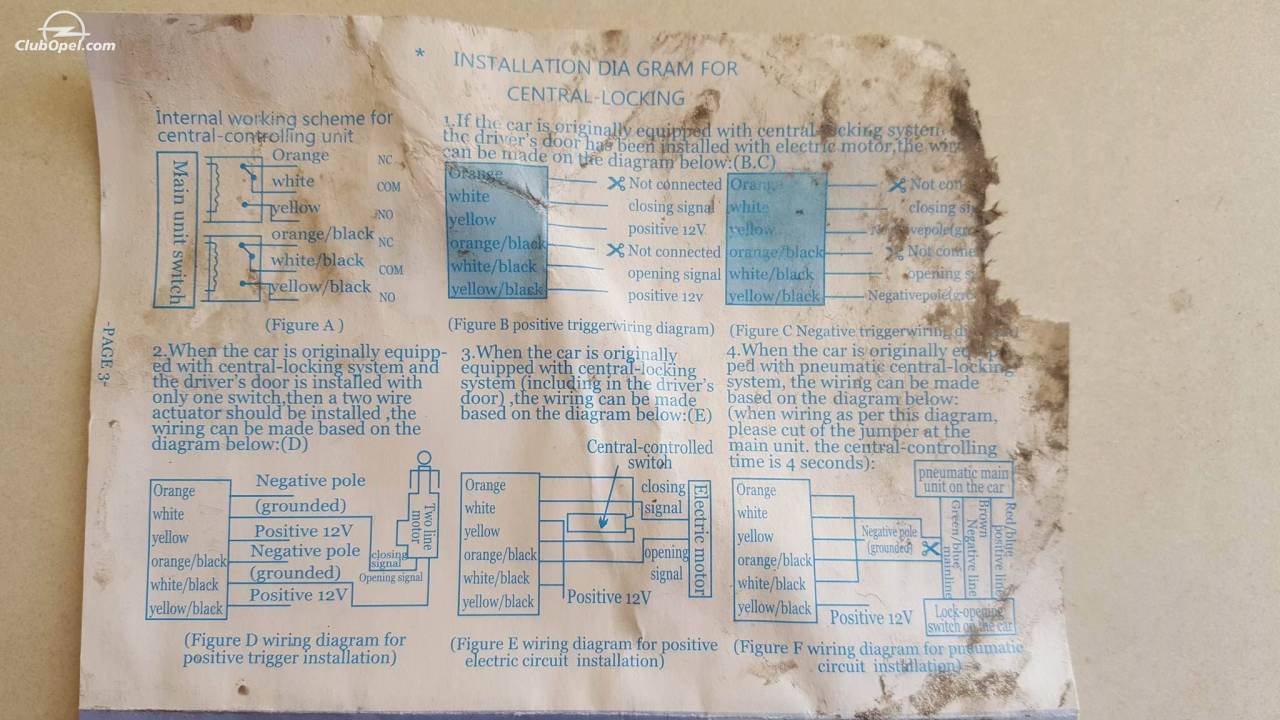 ClubOpel.com
* INSTALLATION DIA GRAM FOR
CENTRAL-LOCKING
Internal working scheme for
central-controlling unit
Main unit switch
Orange NC
white COM
yellow NO
orange/black NC
white/black COM
yellow/black NO
(Figure A )
1.If the car is originally equipped with central-locking system
the driver's door has been installed with electric motor,the
can be made on the diagram below:(B.C)
Orange Not connected
white closing signal
yellow positive 12V
orange/black Not connected
white/black opening signal
yellow/black positive 12v
(Figure B positive triggerwiring diagram)
Orange Not
white closing
yellow
orange/black Not
white/black opening
yellow/black
(Figure C Negative triggerwiring
-PAGE 3-
2.When the car is originally equipp-
ed with central-locking system and
the driver's door is installed with
only one switch,then a two wire
actuator should be installed ,the
wiring can be made based on the
diagram below:(D)
Orange
white
yellow
orange/black
white/black
yellow/black
Negative pole
(grounded)
Positive 12V
Negative pole
(grounded)
Positive 12V
Two line
motor
closing
signal
Opening signal
(Figure D wiring diagram for
positive trigger installation)
3.When the car is originally
equipped with central-locking
system (including in the driver's
door) ,the wiring can be made
based on the diagram below:(E)
Central-controlled
switch
Orange
white
yellow
orange/black
white/black
yellow/black
closing
signal
opening
signal
Electric motor
Positive 12V
(Figure E wiring diagram for positive
electric circuit installation)
4.When the car is originally
ped with pneumatic central-locking
system, the wiring can be made
based on the diagram below:
(when wiring as per this diagram,
please cut of the jumper at the
main unit. the central-controlling
time is 4 seconds):
pneumatic main
unit on the car
Orange
white
yellow
orange/black
white/black
yellow/black
Negative pole
(grounded)
Green/blue
mainline
Brown
Negative line
Red/blue
positive line
Positive 12V
Lock-opening
switch on the car
(Figure F wiring diagram for pneumatic
circuit installation)